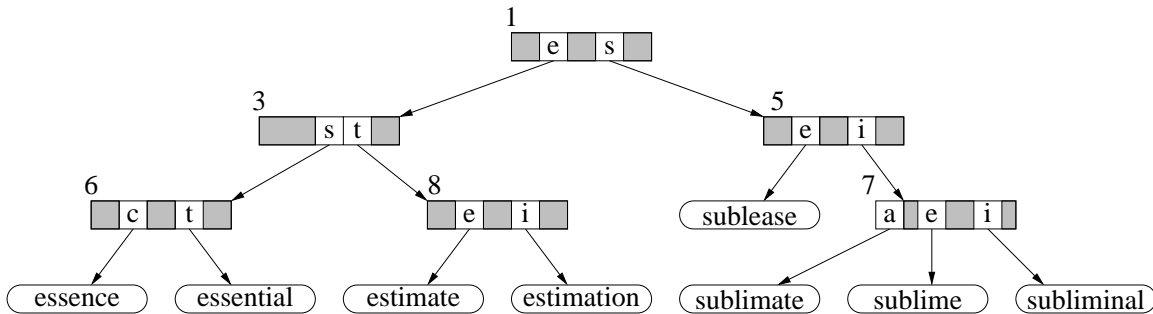 1
e s
3
s t
5
e i
6
c t
8
e i
7
a e i
sublease
essence
essential
estimate
estimation
sublimate
sublime
subliminal